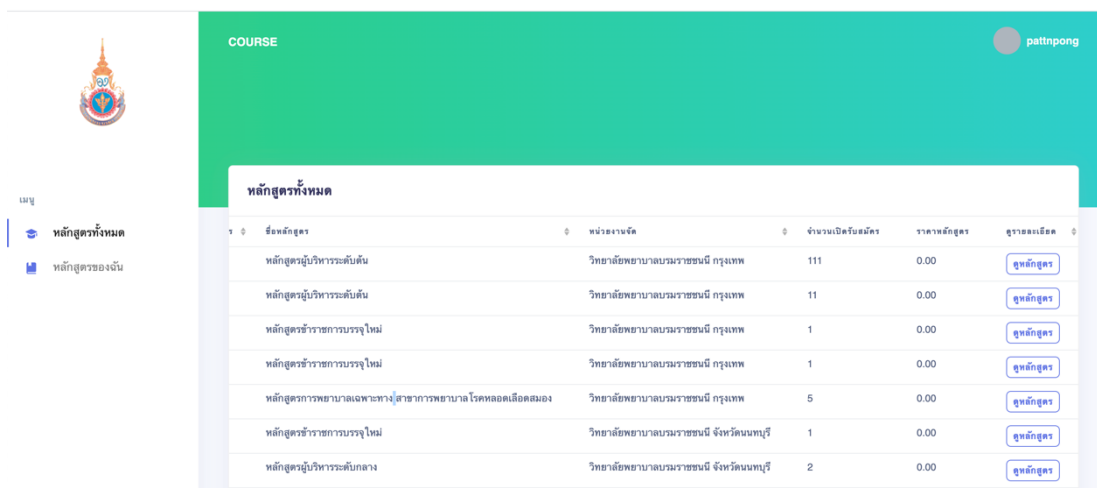 COURSE
pattnpong
เมนู
หลักสูตรทั้งหมด
หลักสูตรของฉัน
หลักสูตรทั้งหมด
ร ชื่อหลักสูตร หน่วยงานจัด จำนวนเปิดรับสมัคร ราคาหลักสูตร ดูรายละเอียด
หลักสูตรผู้บริหารระดับต้น วิทยาลัยพยาบาลบรมราชชนนี กรุงเทพ 111 0.00 ดูหลักสูตร
หลักสูตรผู้บริหารระดับต้น วิทยาลัยพยาบาลบรมราชชนนี กรุงเทพ 11 0.00 ดูหลักสูตร
หลักสูตรข้าราชการบรรจุใหม่ วิทยาลัยพยาบาลบรมราชชนนี กรุงเทพ 1 0.00 ดูหลักสูตร
หลักสูตรข้าราชการบรรจุใหม่ วิทยาลัยพยาบาลบรมราชชนนี กรุงเทพ 1 0.00 ดูหลักสูตร
หลักสูตรการพยาบาลเฉพาะทาง สาขาการพยาบาลโรคหลอดเลือดสมอง วิทยาลัยพยาบาลบรมราชชนนี กรุงเทพ 5 0.00 ดูหลักสูตร
หลักสูตรข้าราชการบรรจุใหม่ วิทยาลัยพยาบาลบรมราชชนนี จังหวัดนนทบุรี 1 0.00 ดูหลักสูตร
หลักสูตรผู้บริหารระดับกลาง วิทยาลัยพยาบาลบรมราชชนนี จังหวัดนนทบุรี 2 0.00 ดูหลักสูตร